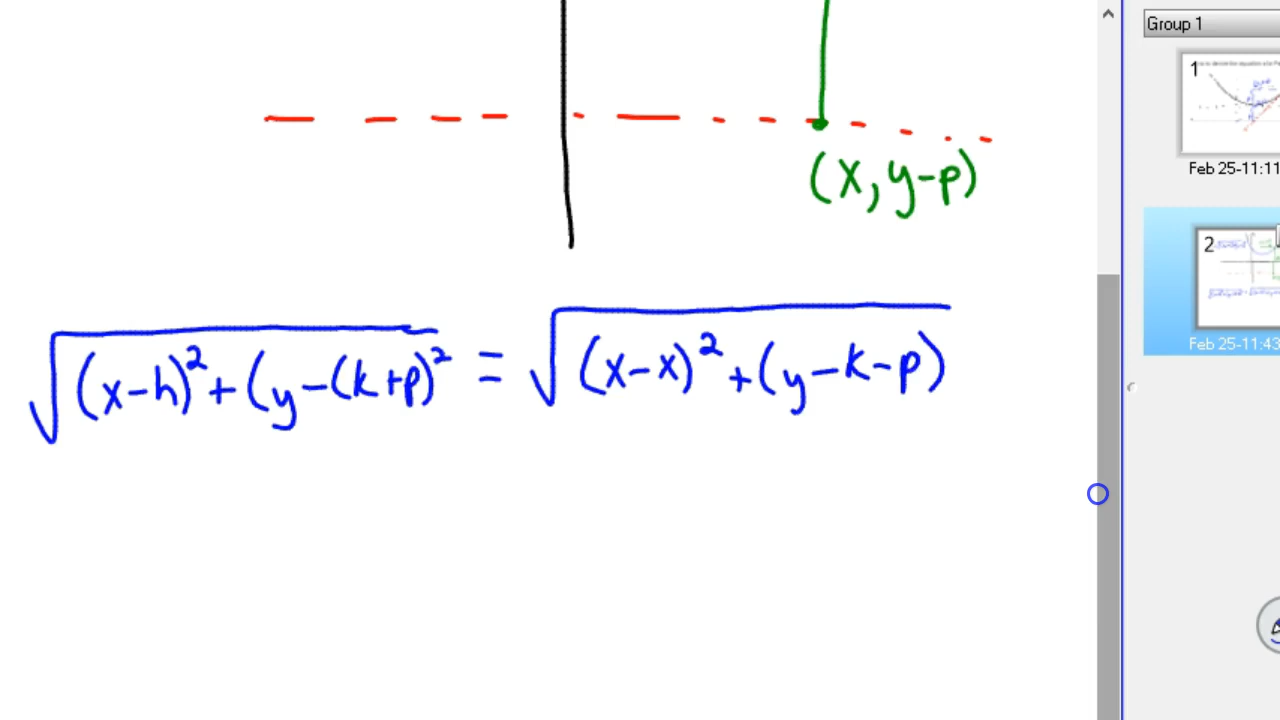 Group 1
1
Feb 25-11:11
(x, y-p)
2
√(x-h)² + (y-(k+p)² = √(x-x)² + (y-k-p)
Feb 25-11:43